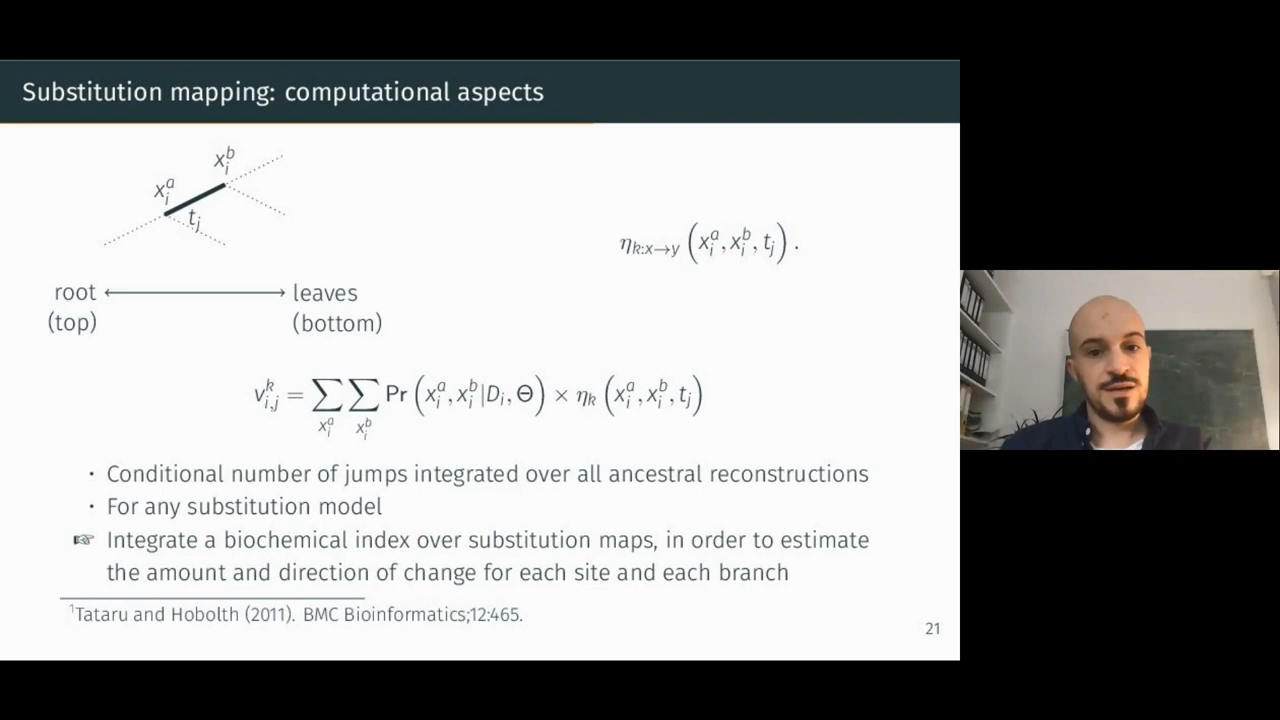 Substitution mapping: computational aspects
x_i^b
x_i^a
t_j
η_{k:x→y} (x_i^a, x_i^b, t_j) .
root ⟷ leaves
(top) (bottom)
v_{i,j}^k = ∑_{x_i^a} ∑_{x_i^b} Pr (x_i^a, x_i^b | D_i, Θ) × η_k (x_i^a, x_i^b, t_j)
· Conditional number of jumps integrated over all ancestral reconstructions
· For any substitution model
☞ Integrate a biochemical index over substitution maps, in order to estimate
the amount and direction of change for each site and each branch
¹Tataru and Hobolth (2011). BMC Bioinformatics;12:465.
21